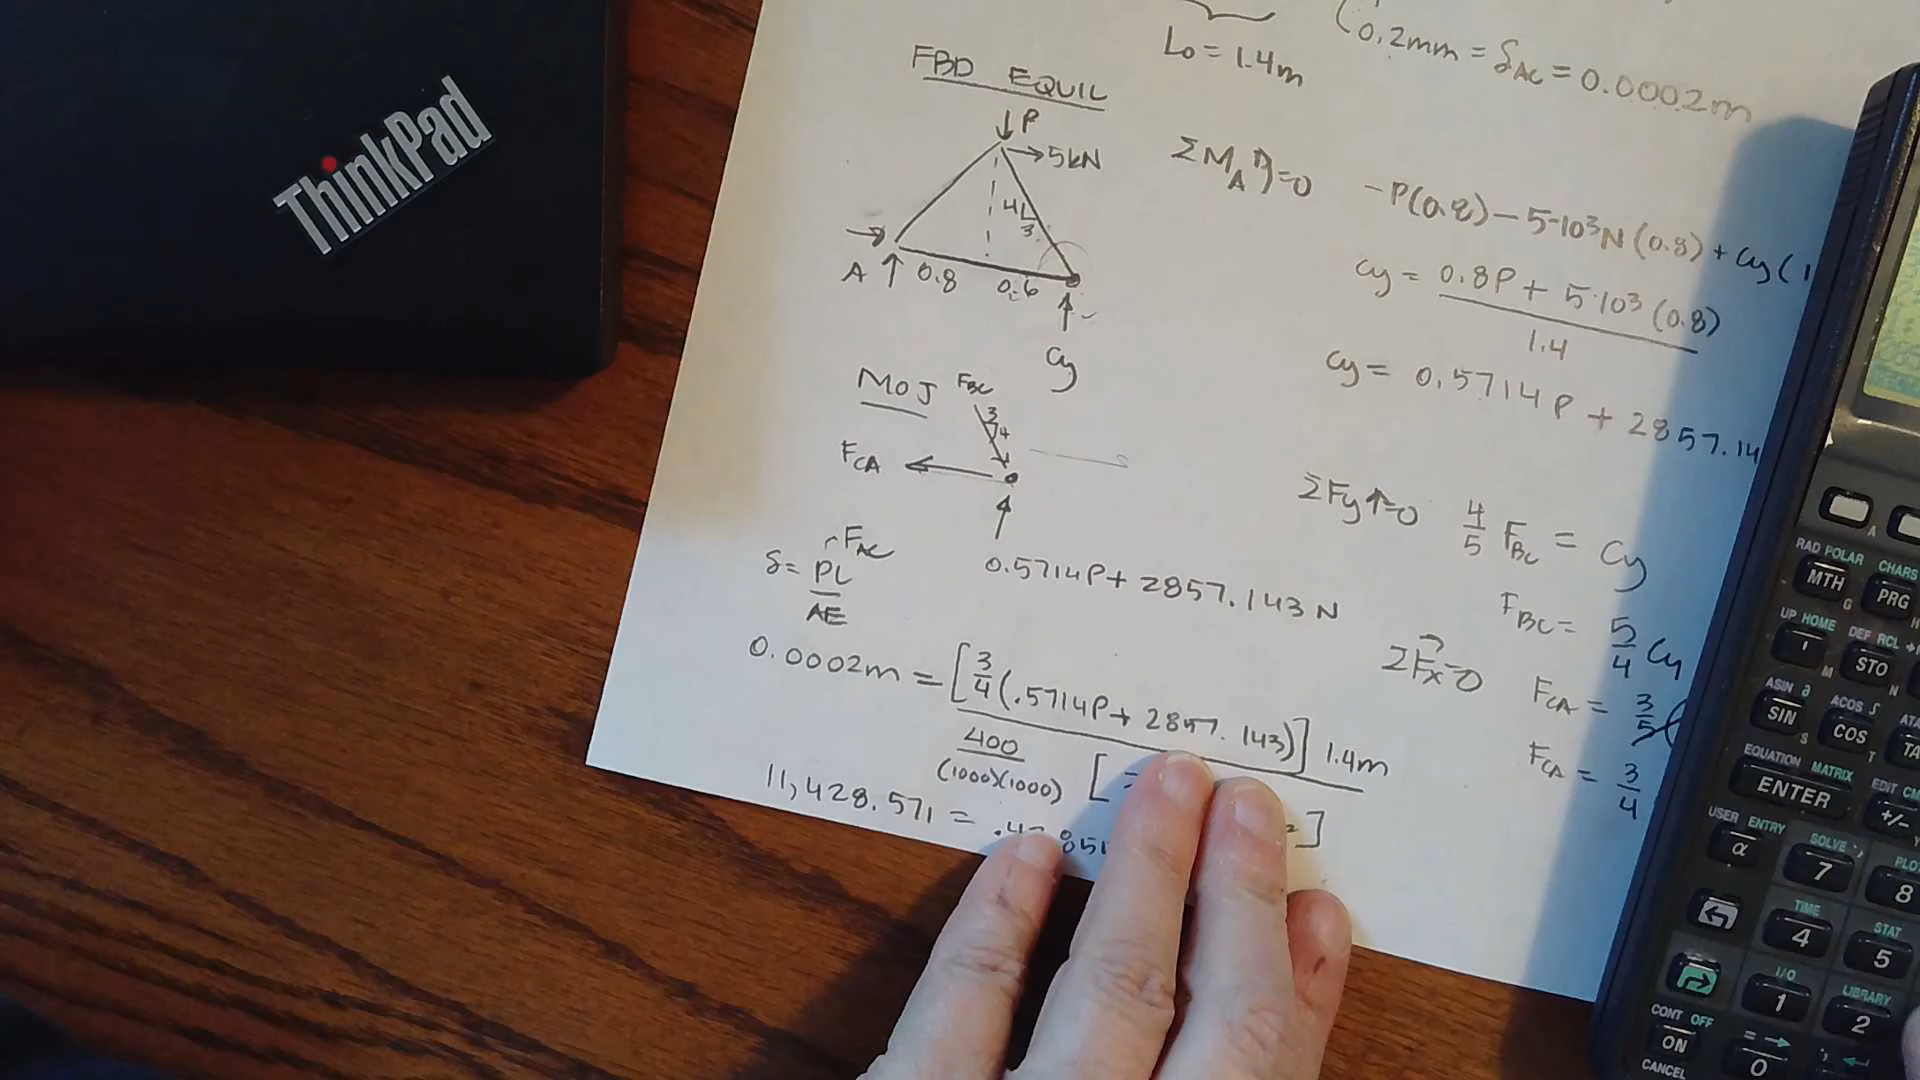 ThinkPad
L₀ = 1.4m
0.2mm = δAC = 0.0002m
FBD EQUIL
↓ P
→ 5kN
4
3
A ↑ 0.8 0.6
Cy
ΣM_A = 0 -P(0.8) - 5·10³N (0.8) + Cy (1
Cy = 0.8P + 5·10³ (0.8)
1.4
Cy = 0.5714P + 2857.14
MOJ FBC
3
4
FCA
0.5714P + 2857.143 N
ΣFy↑=0 4/5 FBC = Cy
FBC = 5/4 Cy
ΣFx=0 FCA = 3/5 (
FCA = 3/4
FAC
δ = PL
AE
0.0002m = [3/4 (.5714P + 2857.143)] 1.4m
400
(1000)(1000) [
11,428.571 =
RAD POLAR CHARS
MTH G PRG
UP HOME DEF RCL
' M STO N
ASIN ∂ ACOS ∫
SIN S COS T
EQUATION MATRIX
ENTER +/-
USER ENTRY SOLVE
α 7 8
TIME STAT
4 5
I/O LIBRARY
1 2
CONT OFF
ON 0
CANCEL